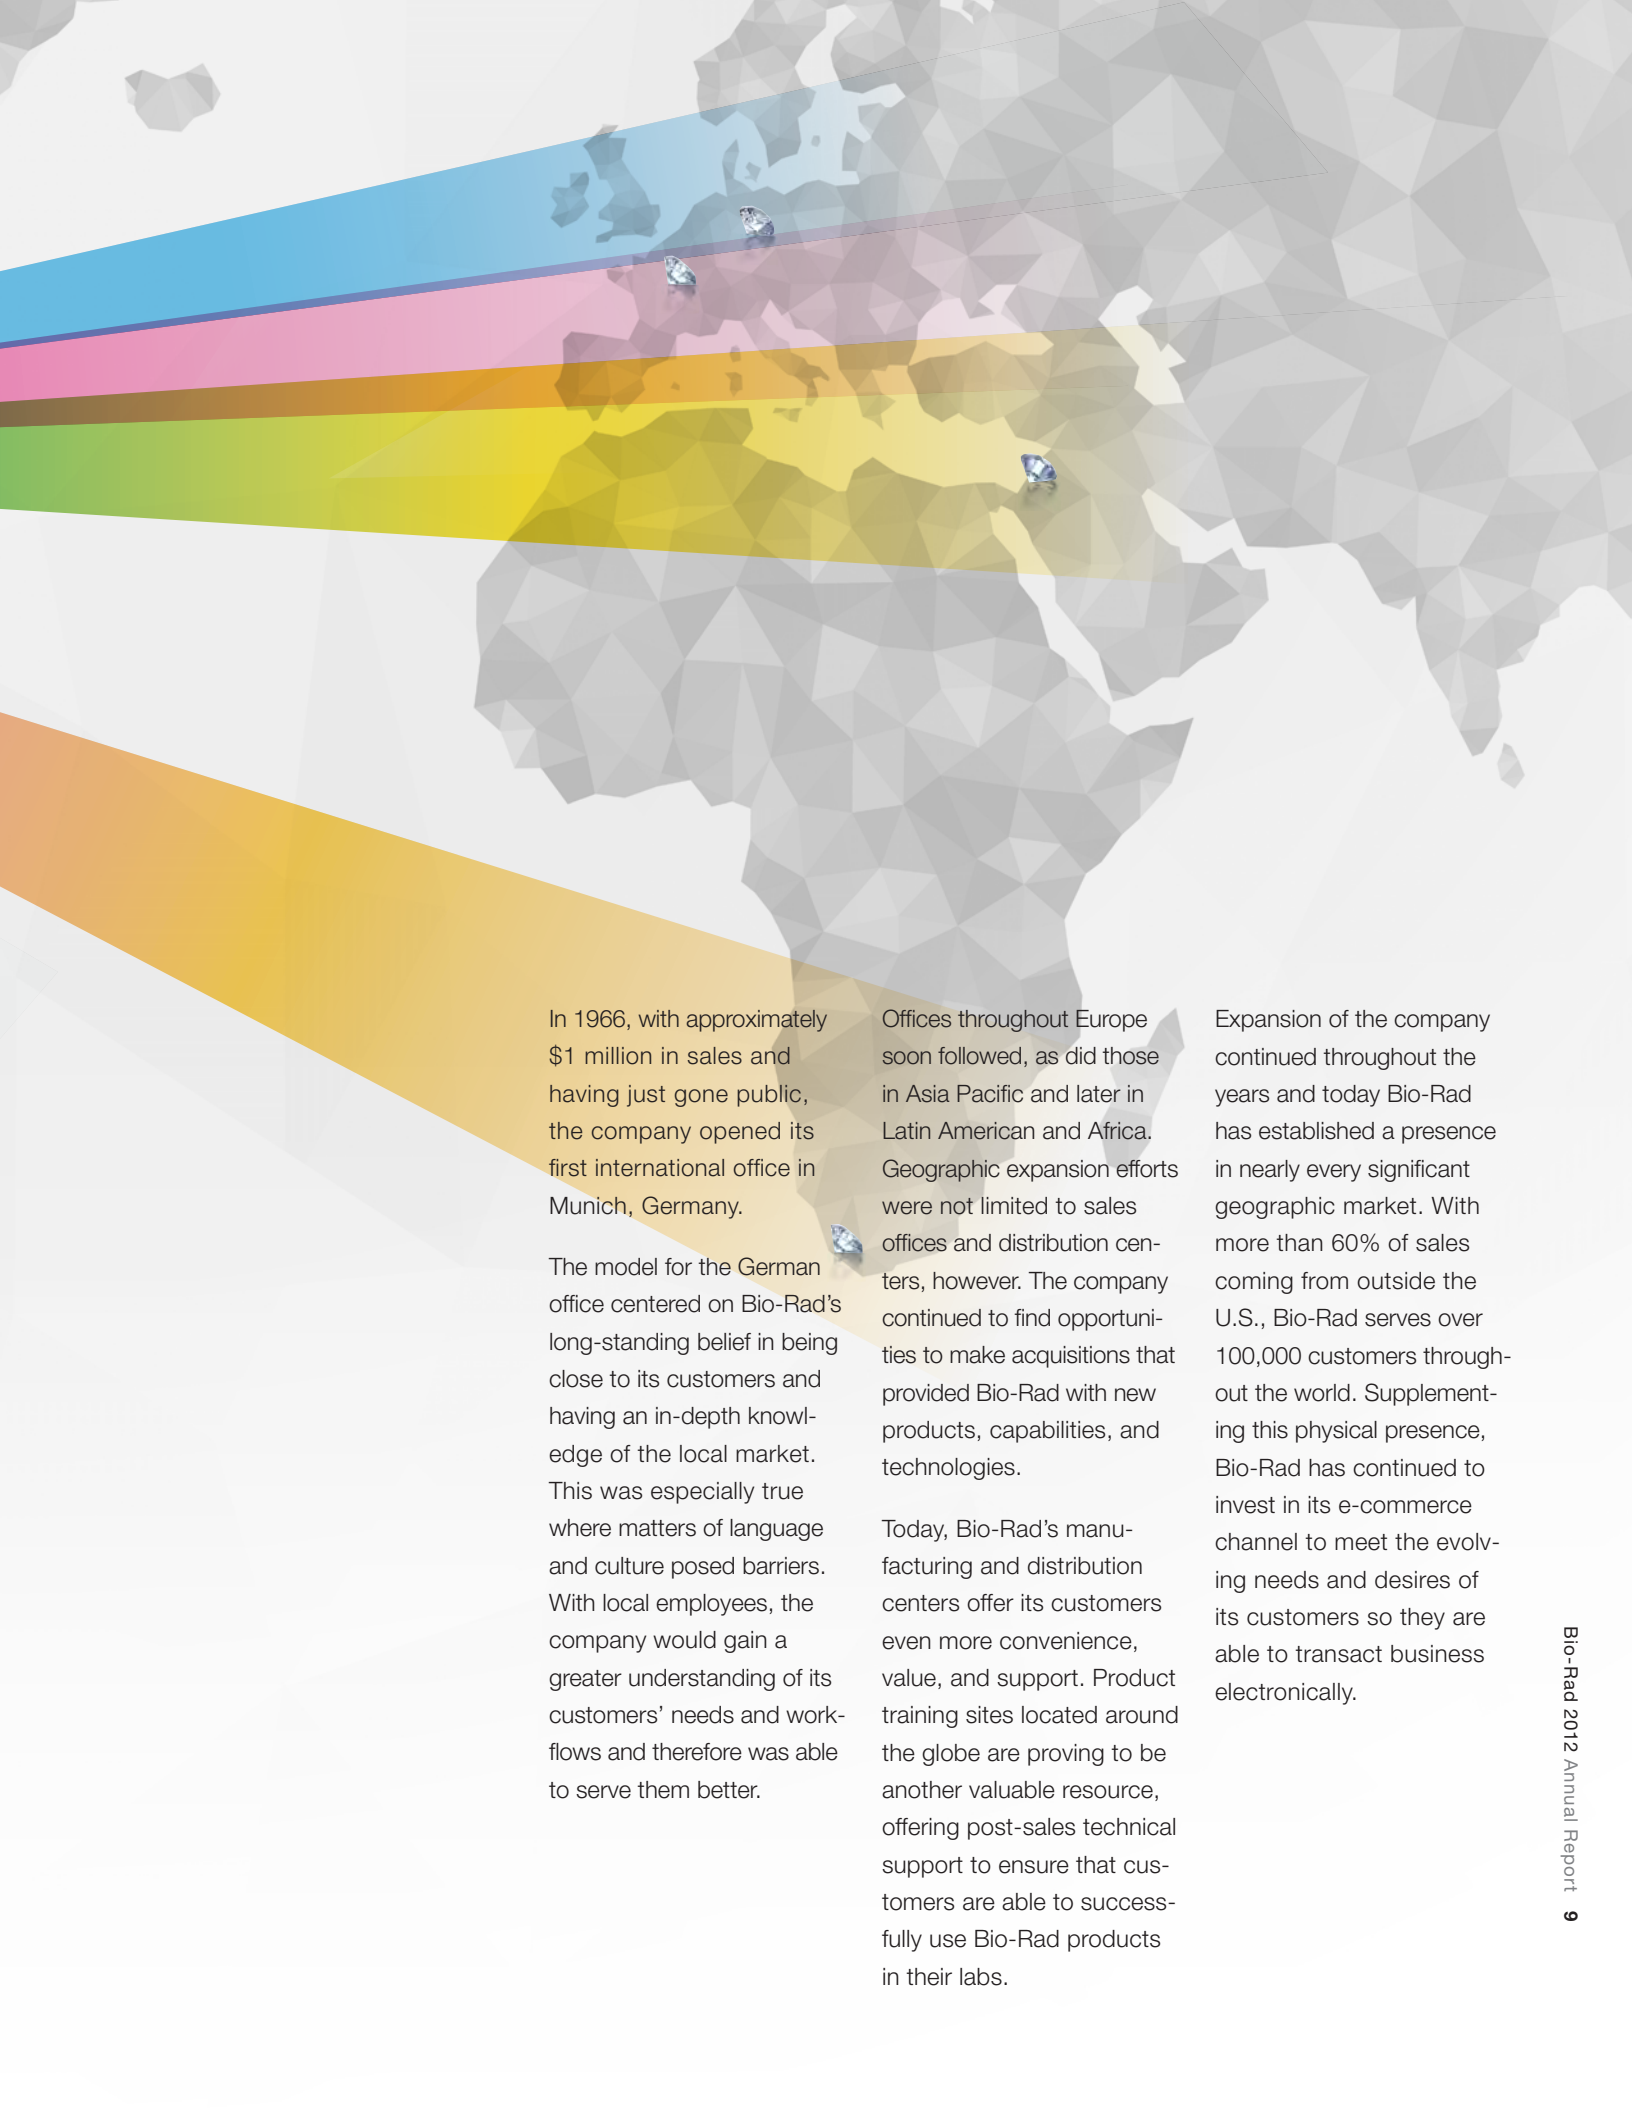 In 1966, with approximately
$1 million in sales and
having just gone public,
the company opened its
first international office in
Munich, Germany.
The model for the German
office centered on Bio-Rad’s
long-standing belief in being
close to its customers and
having an in-depth knowl-
edge of the local market.
This was especially true
where matters of language
and culture posed barriers.
With local employees, the
company would gain a
greater understanding of its
customers’ needs and work-
flows and therefore was able
to serve them better.
Offices throughout Europe
soon followed, as did those
in Asia Pacific and later in
Latin American and Africa.
Geographic expansion efforts
were not limited to sales
offices and distribution cen-
ters, however. The company
continued to find opportuni-
ties to make acquisitions that
provided Bio-Rad with new
products, capabilities, and
technologies.
Today, Bio-Rad’s manu-
facturing and distribution
centers offer its customers
even more convenience,
value, and support. Product
training sites located around
the globe are proving to be
another valuable resource,
offering post-sales technical
support to ensure that cus-
tomers are able to success-
fully use Bio-Rad products
in their labs.
Expansion of the company
continued throughout the
years and today Bio-Rad
has established a presence
in nearly every significant
geographic market. With
more than 60% of sales
coming from outside the
U.S., Bio-Rad serves over
100,000 customers through-
out the world. Supplement-
ing this physical presence,
Bio-Rad has continued to
invest in its e-commerce
channel to meet the evolv-
ing needs and desires of
its customers so they are
able to transact business
electronically.
Bio-Rad 2012 Annual Report 9